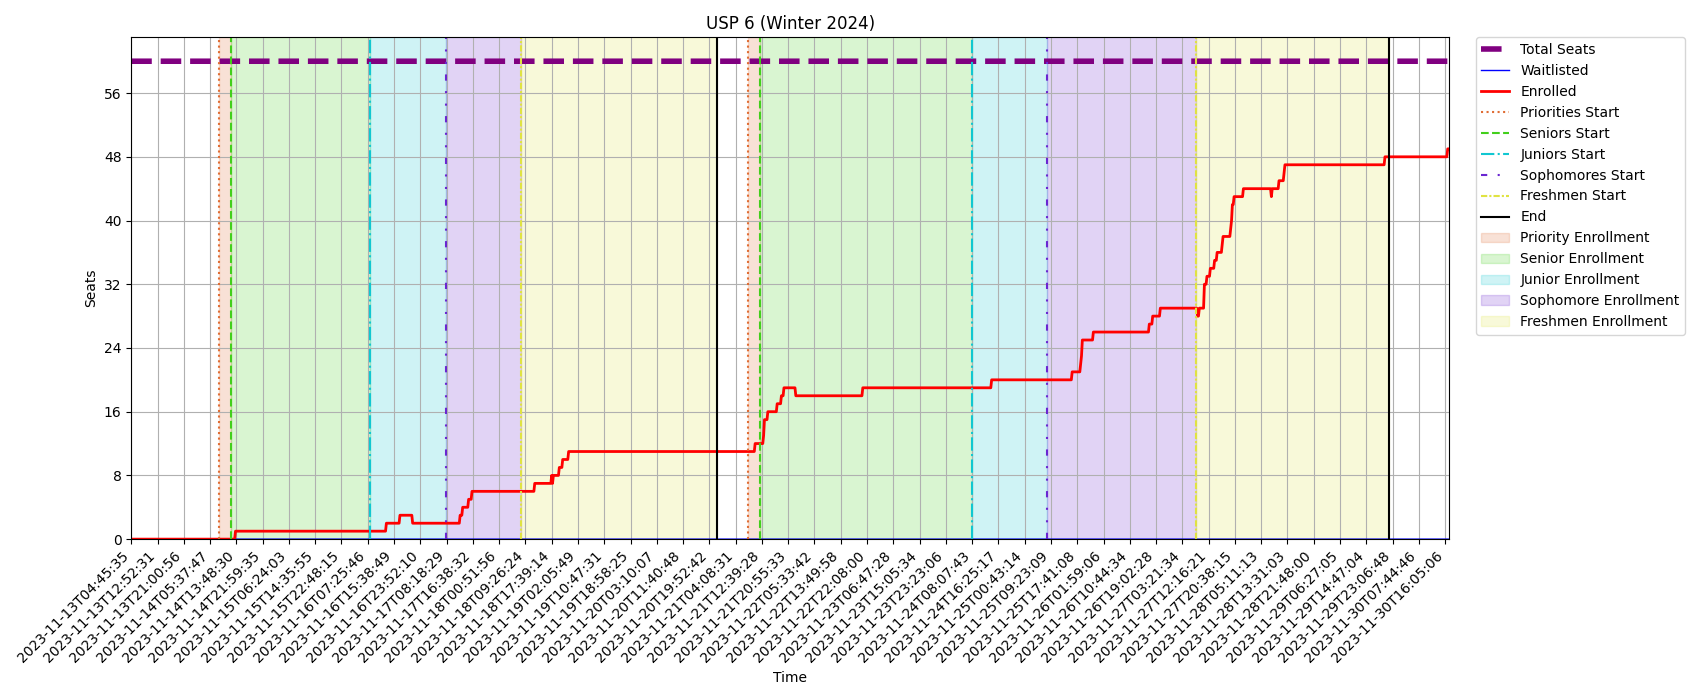 USP 6 (Winter 2024)
Seats
56
48
40
32
24
16
8
0
2023-11-13T04:45:35
2023-11-13T12:52:31
2023-11-13T21:00:56
2023-11-14T05:37:47
2023-11-14T13:48:30
2023-11-14T21:59:35
2023-11-15T06:24:03
2023-11-15T14:35:55
2023-11-15T22:48:15
2023-11-16T07:25:46
2023-11-16T15:38:49
2023-11-16T23:52:10
2023-11-17T08:18:29
2023-11-17T16:38:32
2023-11-18T00:51:56
2023-11-18T09:26:24
2023-11-18T17:39:14
2023-11-19T02:05:49
2023-11-19T10:47:31
2023-11-19T18:58:25
2023-11-20T03:10:07
2023-11-20T11:40:48
2023-11-20T19:52:42
2023-11-21T04:08:31
2023-11-21T12:39:28
2023-11-21T20:55:33
2023-11-22T05:33:42
2023-11-22T13:49:58
2023-11-22T22:08:00
2023-11-23T06:47:28
2023-11-23T15:05:34
2023-11-23T23:23:06
2023-11-24T08:07:43
2023-11-24T16:25:17
2023-11-25T00:43:14
2023-11-25T09:23:09
2023-11-25T17:41:08
2023-11-26T01:59:06
2023-11-26T10:44:34
2023-11-26T19:02:28
2023-11-27T03:21:34
2023-11-27T12:16:21
2023-11-27T20:38:15
2023-11-28T05:11:13
2023-11-28T13:31:03
2023-11-28T21:48:00
2023-11-29T06:27:05
2023-11-29T14:47:04
2023-11-29T23:06:48
2023-11-30T07:44:46
2023-11-30T16:05:06
Time
Total Seats
Waitlisted
Enrolled
Priorities Start
Seniors Start
Juniors Start
Sophomores Start
Freshmen Start
End
Priority Enrollment
Senior Enrollment
Junior Enrollment
Sophomore Enrollment
Freshmen Enrollment